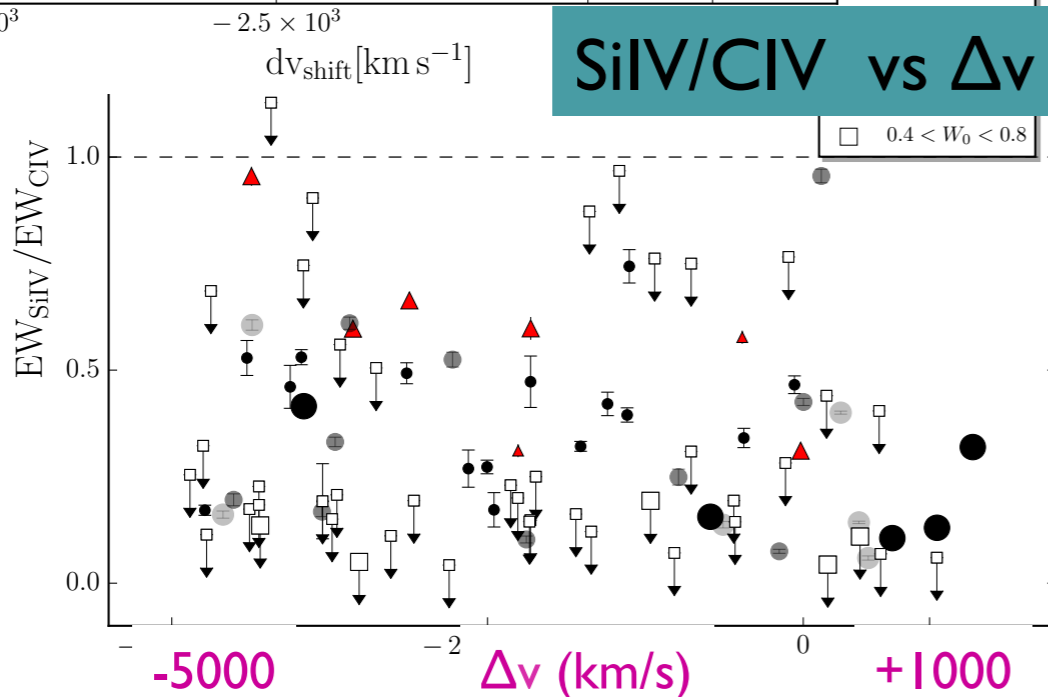 0³
−2.5 × 10³
dv_shift[km s⁻¹]
SiIV/CIV vs Δv
0.4 < W₀ < 0.8
1.0
EW_SiIV/EW_CIV
0.5
0.0
− −2 0
-5000 Δv (km/s) +1000